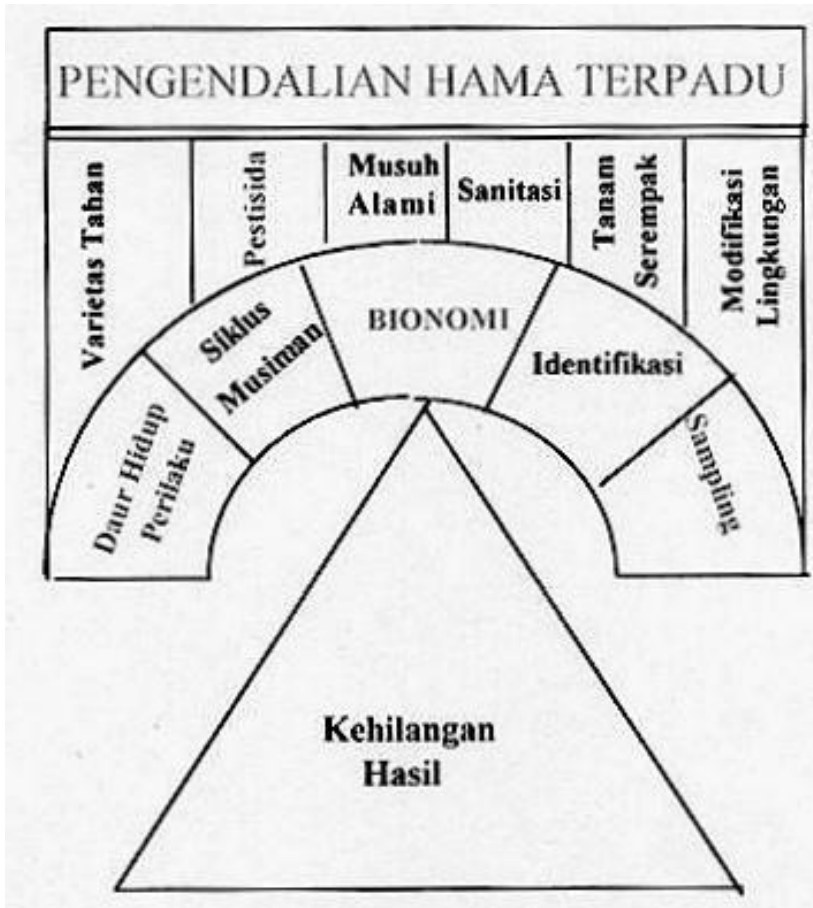 PENGENDALIAN HAMA TERPADU
Varietas Tahan
Pestisida
Musuh
Alami
Sanitasi
Tanam
Serempak
Modifikasi
Lingkungan
Daur Hidup
Perilaku
Siklus
Musiman
BIONOMI
Identifikasi
Sampling
Kehilangan
Hasil